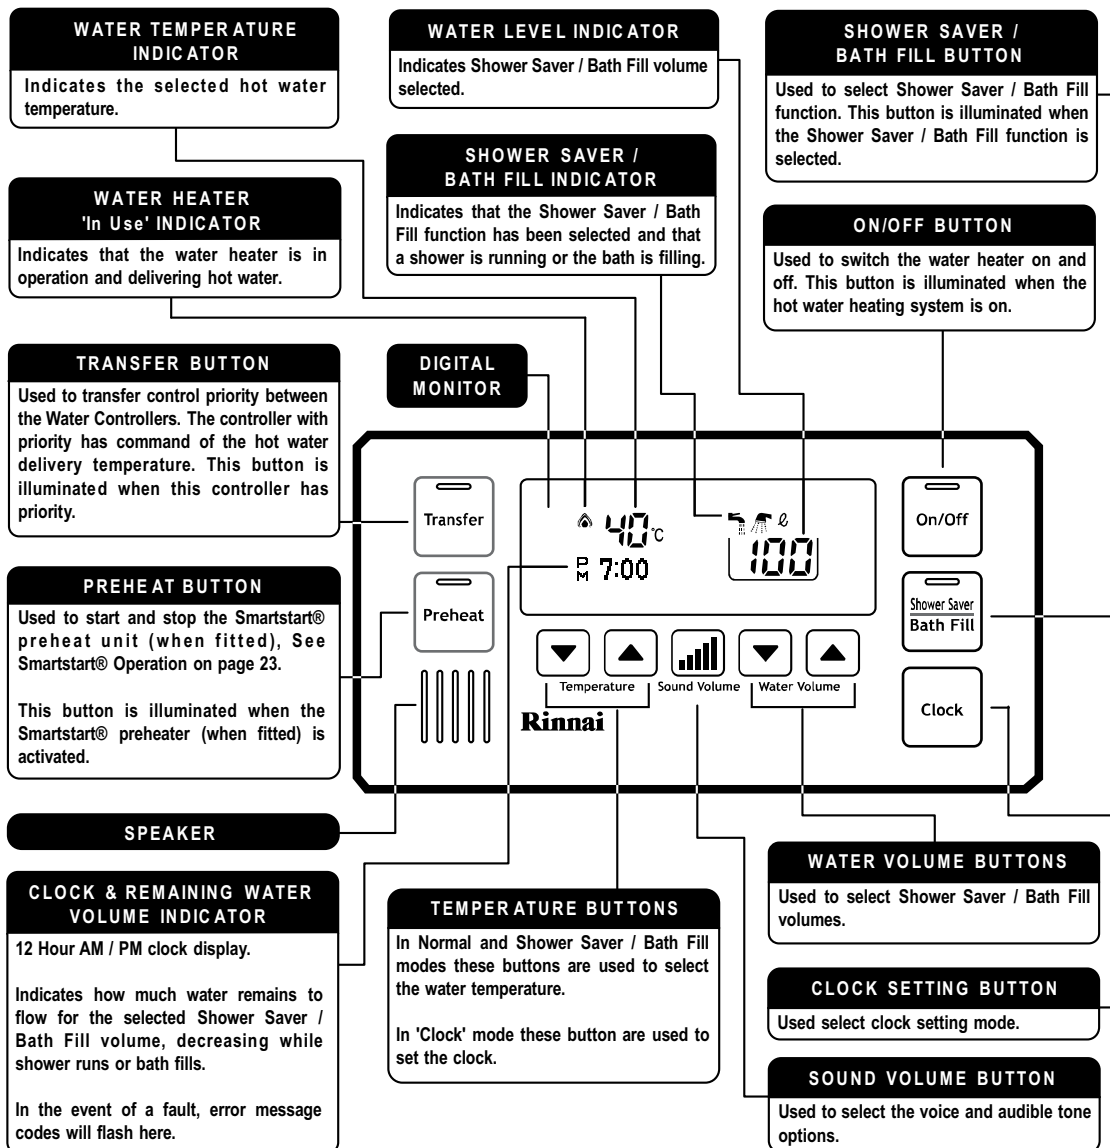 WATER TEMPERATURE
INDICATOR
Indicates the selected hot water
temperature.
WATER HEATER
'In Use' INDICATOR
Indicates that the water heater is in
operation and delivering hot water.
TRANSFER BUTTON
Used to transfer control priority between
the Water Controllers. The controller with
priority has command of the hot water
delivery temperature. This button is
illuminated when this controller has
priority.
PREHEAT BUTTON
Used to start and stop the Smartstart®
preheat unit (when fitted), See
Smartstart® Operation on page 23.
This button is illuminated when the
Smartstart® preheater (when fitted) is
activated.
SPEAKER
CLOCK & REMAINING WATER
VOLUME INDICATOR
12 Hour AM / PM clock display.
Indicates how much water remains to
flow for the selected Shower Saver /
Bath Fill volume, decreasing while
shower runs or bath fills.
In the event of a fault, error message
codes will flash here.
WATER LEVEL INDICATOR
Indicates Shower Saver / Bath Fill volume
selected.
SHOWER SAVER /
BATH FILL INDICATOR
Indicates that the Shower Saver / Bath
Fill function has been selected and that
a shower is running or the bath is filling.
DIGITAL
MONITOR
SHOWER SAVER /
BATH FILL BUTTON
Used to select Shower Saver / Bath Fill
function. This button is illuminated when
the Shower Saver / Bath Fill function is
selected.
ON/OFF BUTTON
Used to switch the water heater on and
off. This button is illuminated when the
hot water heating system is on.
Transfer
Preheat
40°C
PM 7:00
ℓ
100
On/Off
Shower Saver
Bath Fill
Clock
Temperature
Sound Volume
Water Volume
Rinnai
TEMPERATURE BUTTONS
In Normal and Shower Saver / Bath Fill
modes these buttons are used to select
the water temperature.
In 'Clock' mode these button are used to
set the clock.
WATER VOLUME BUTTONS
Used to select Shower Saver / Bath Fill
volumes.
CLOCK SETTING BUTTON
Used select clock setting mode.
SOUND VOLUME BUTTON
Used to select the voice and audible tone
options.